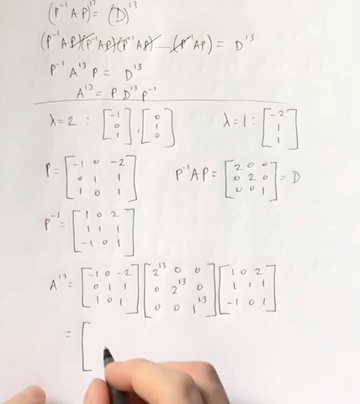 (P⁻¹AP)¹³ = (D)¹³
(P⁻¹AP)(P⁻¹AP)(P⁻¹AP) ... (P⁻¹AP) = D¹³
P⁻¹A¹³P = D¹³
A¹³ = PD¹³P⁻¹
λ=2 : [-1 0 1], [0 1 0] λ=1 : [-2 1 1]
P = [-1 0 -2
0 1 1
1 0 1]
P⁻¹AP = [2 0 0
0 2 0
0 0 1] = D
P⁻¹ = [1 0 2
1 1 1
-1 0 1]
A¹³ = [-1 0 -2 [2¹³ 0 0 [1 0 2
0 1 1 0 2¹³ 0 1 1 1
1 0 1] 0 0 1¹³] -1 0 1]
= [